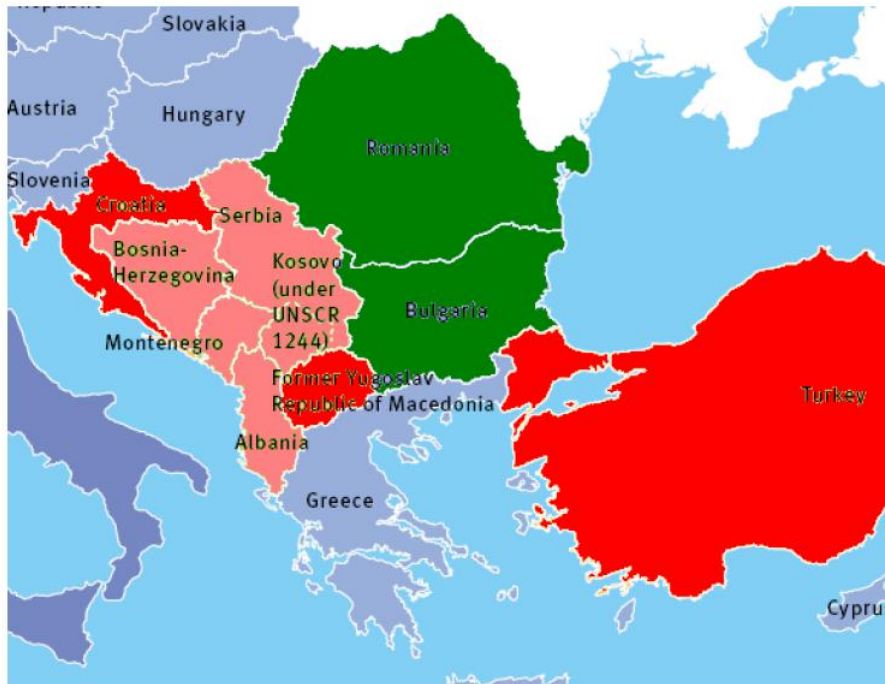 Republic
Slovakia
Austria
Hungary
Romania
Slovenia
Croatia
Serbia
Bosnia-
Herzegovina
Kosovo
(under
UNSCR
1244)
Bulgaria
Montenegro
Former Yugoslav
Republic of Macedonia
Turkey
Albania
Greece
Cypru